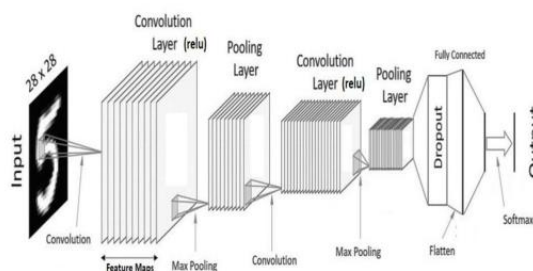 Convolution
Layer (relu)
Pooling
Layer
Convolution
Layer (relu)
Pooling
Layer
Fully Connected
28 x 28
Input
Dropout
Output
Convolution
Feature Maps
Max Pooling
Convolution
Max Pooling
Flatten
Softmax